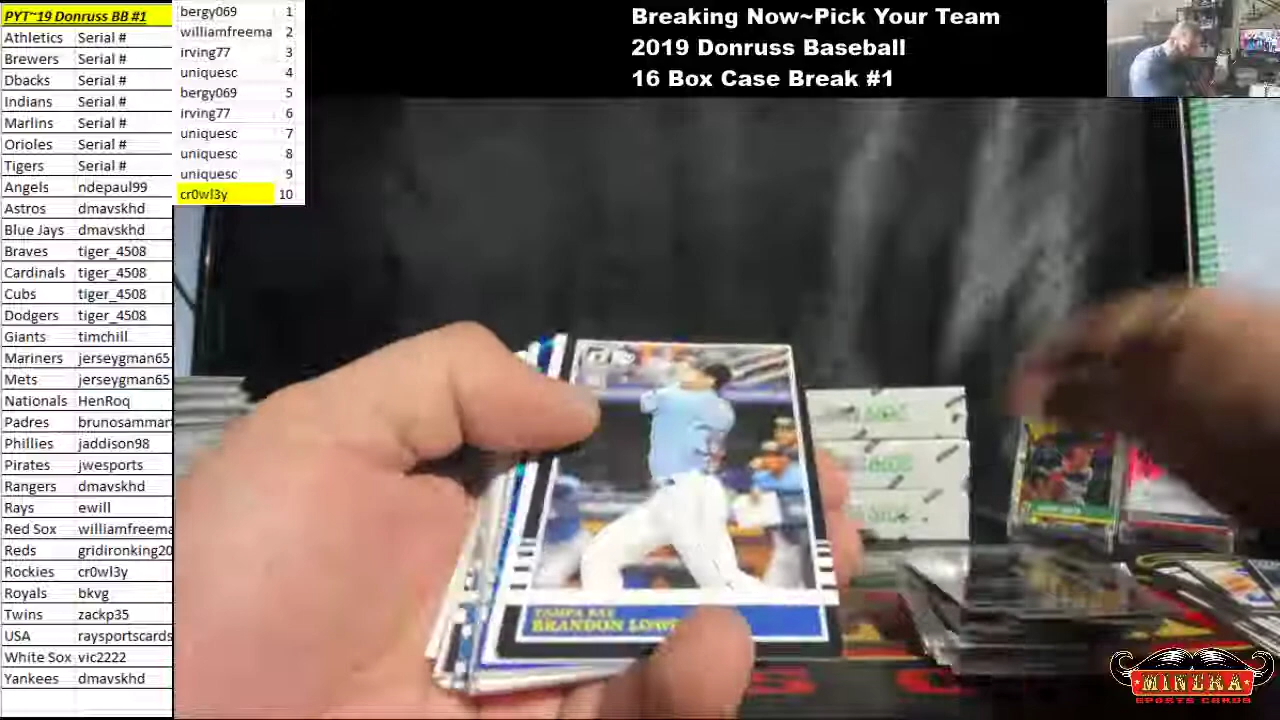 PYT~19 Donruss BB #1
Athletics Serial #
Brewers Serial #
Dbacks Serial #
Indians Serial #
Marlins Serial #
Orioles Serial #
Tigers Serial #
Angels ndepaul99
Astros dmavskhd
Blue Jays dmavskhd
Braves tiger_4508
Cardinals tiger_4508
Cubs tiger_4508
Dodgers tiger_4508
Giants timchill
Mariners jerseygman65
Mets jerseygman65
Nationals HenRoq
Padres brunosammar
Phillies jaddison98
Pirates jwesports
Rangers dmavskhd
Rays ewill
Red Sox williamfreema
Reds gridironking20
Rockies cr0wl3y
Royals bkvg
Twins zackp35
USA raysportscards
White Sox vic2222
Yankees dmavskhd
bergy069 1
williamfreema 2
irving77 3
uniquesc 4
bergy069 5
irving77 6
uniquesc 7
uniquesc 8
uniquesc 9
cr0wl3y 10
Breaking Now~Pick Your Team
2019 Donruss Baseball
16 Box Case Break #1
TAMPA BAY
BRANDON LOWE
MINERA
SPORTS CARDS